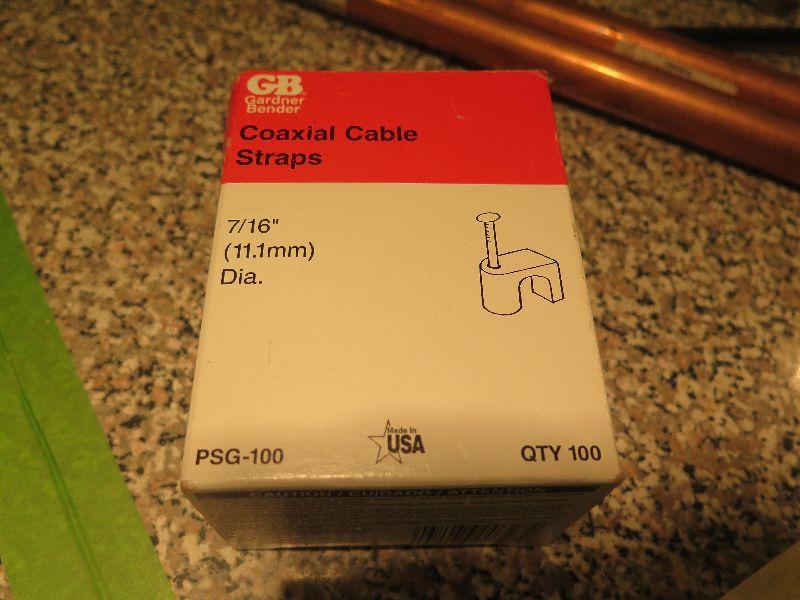 GB
Gardner
Bender
Coaxial Cable
Straps
7/16"
(11.1mm)
Dia.
PSG-100
Made in
USA
QTY 100
CAUTION / CUIDADO / ATTENTION